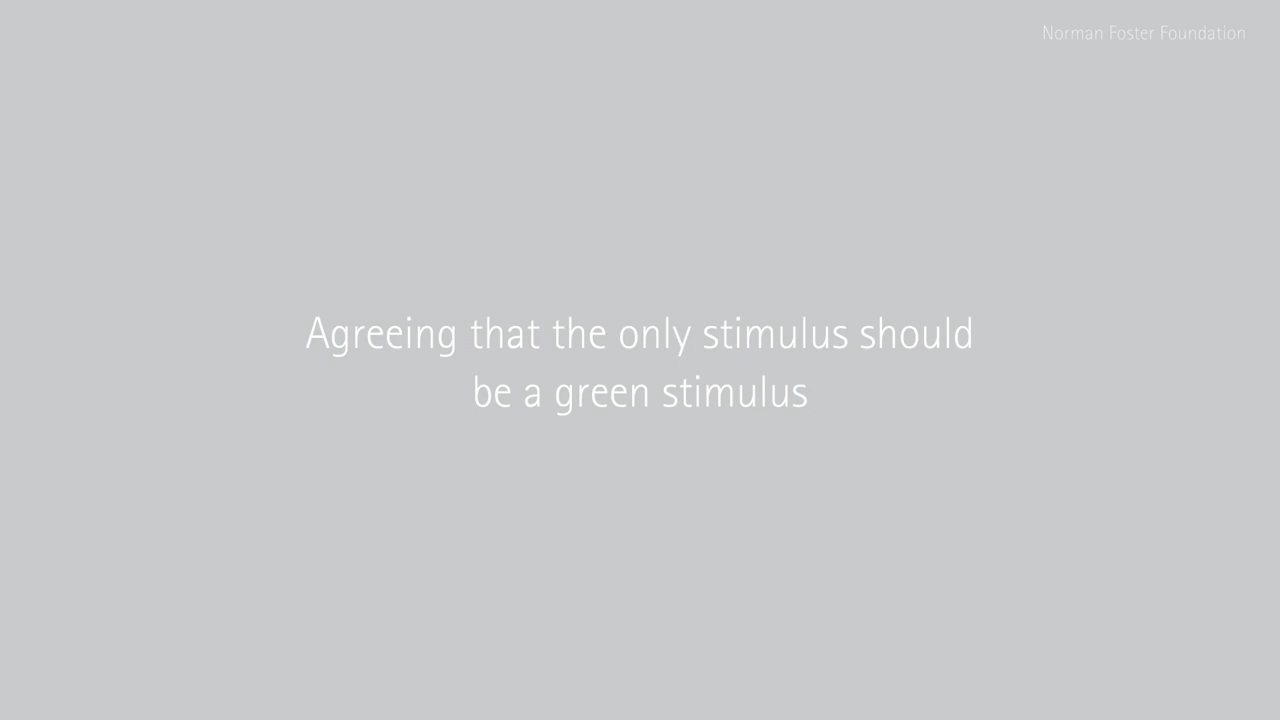 Norman Foster Foundation
Agreeing that the only stimulus should
be a green stimulus